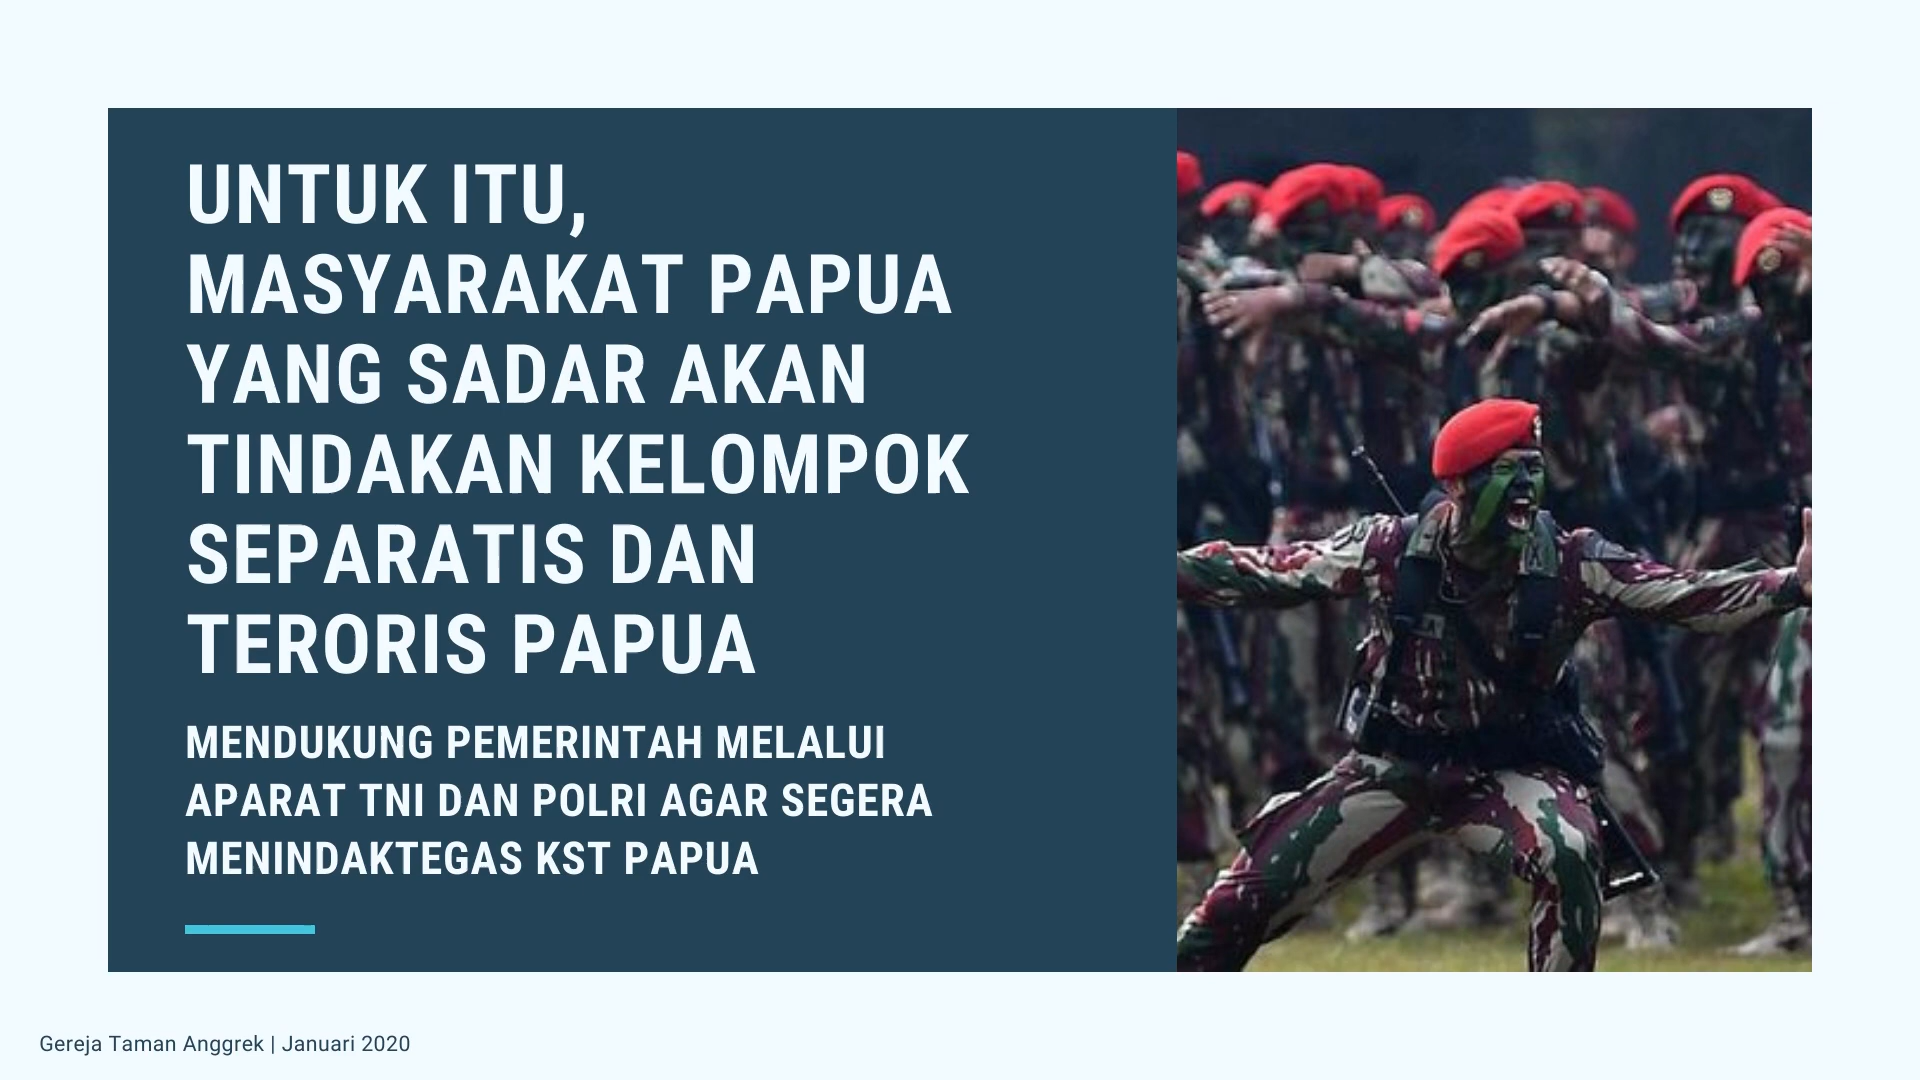 UNTUK ITU,
MASYARAKAT PAPUA
YANG SADAR AKAN
TINDAKAN KELOMPOK
SEPARATIS DAN
TERORIS PAPUA
MENDUKUNG PEMERINTAH MELALUI
APARAT TNI DAN POLRI AGAR SEGERA
MENINDAKTEGAS KST PAPUA
Gereja Taman Anggrek | Januari 2020